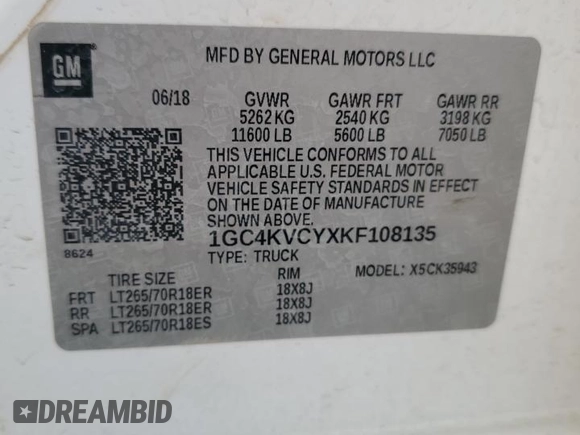 GM
MFD BY GENERAL MOTORS LLC
06/18 GVWR GAWR FRT GAWR RR
5262 KG 2540 KG 3198 KG
11600 LB 5600 LB 7050 LB
THIS VEHICLE CONFORMS TO ALL
APPLICABLE U.S. FEDERAL MOTOR
VEHICLE SAFETY STANDARDS IN EFFECT
ON THE DATE OF MANUFACTURE
SHOWN ABOVE.
1GC4KVCYXKF108135
8624 TYPE: TRUCK MODEL: X5CK35943
TIRE SIZE RIM
FRT LT265/70R18ER 18X8J
RR LT265/70R18ER 18X8J
SPA LT265/70R18ES 18X8J
DREAMBID